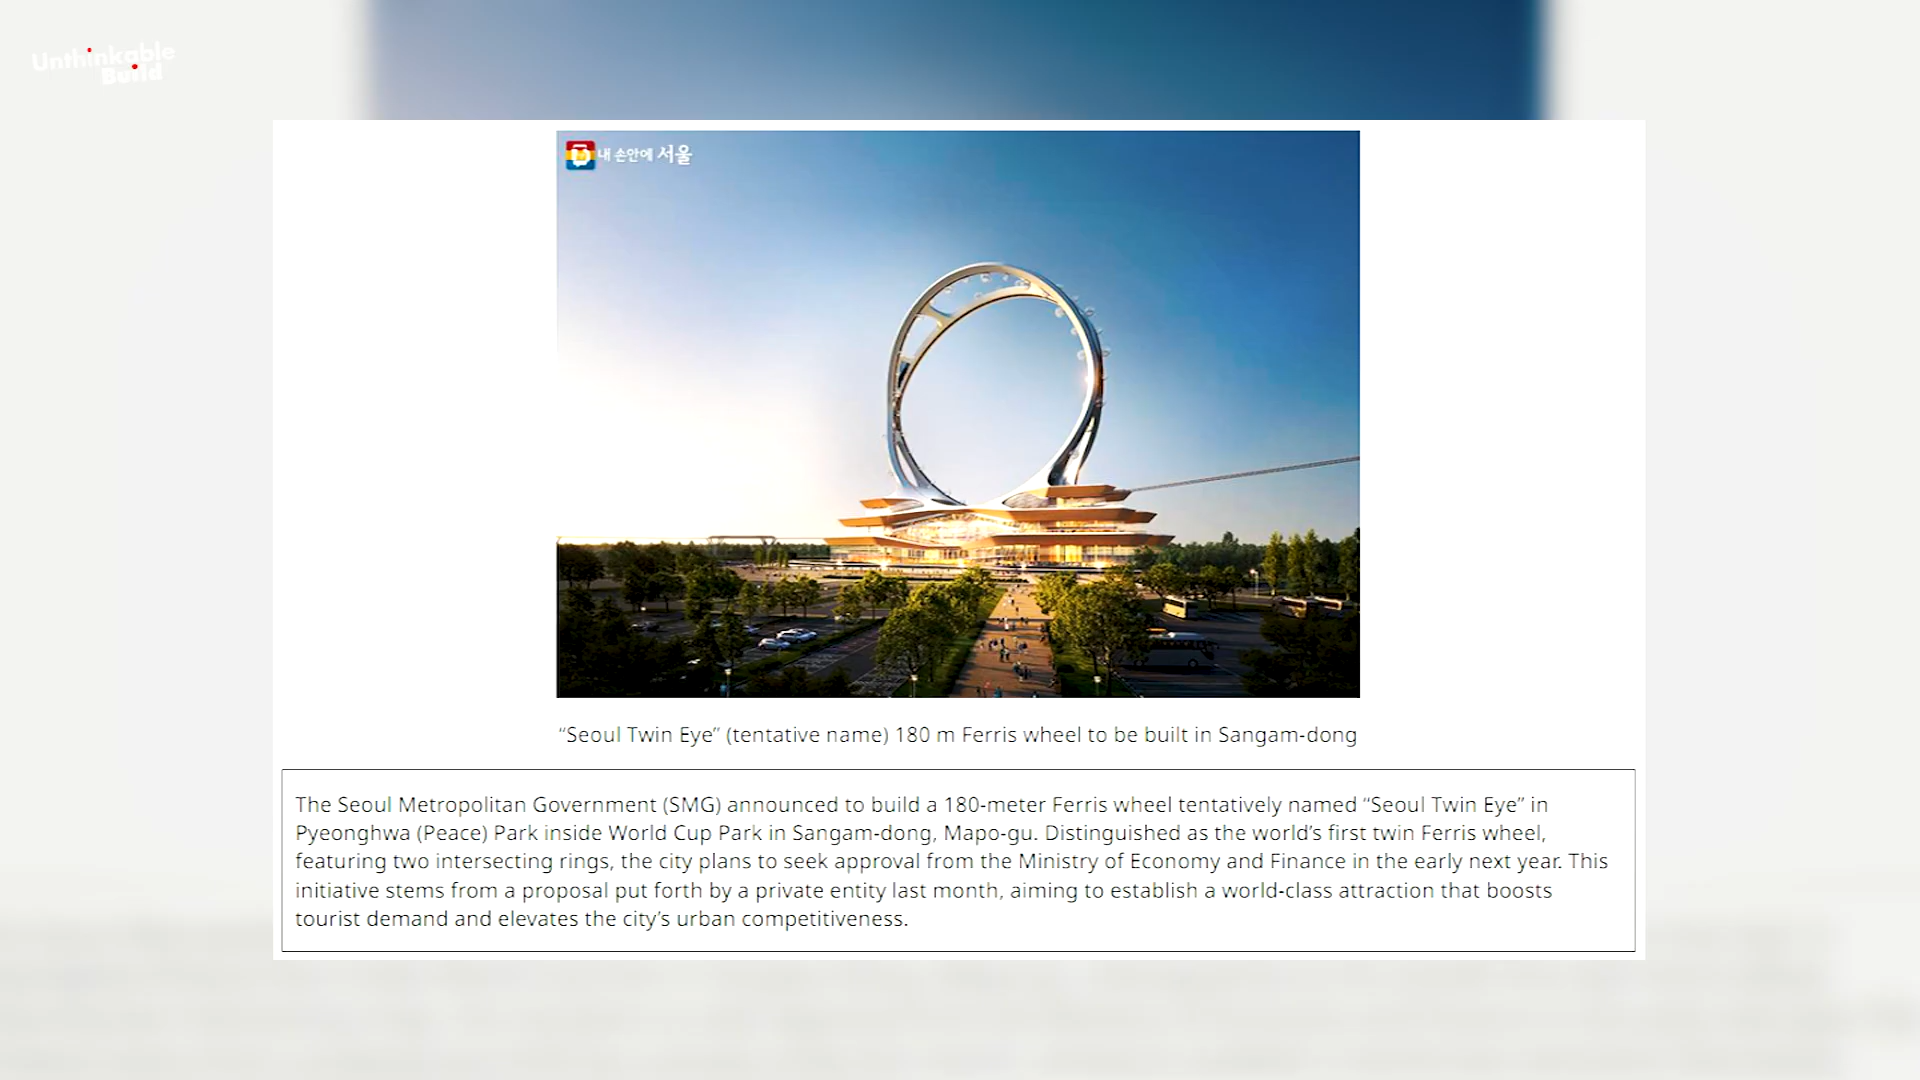 Unthinkable
Build
내 손안에 서울
“Seoul Twin Eye” (tentative name) 180 m Ferris wheel to be built in Sangam-dong
The Seoul Metropolitan Government (SMG) announced to build a 180-meter Ferris wheel tentatively named “Seoul Twin Eye” in
Pyeonghwa (Peace) Park inside World Cup Park in Sangam-dong, Mapo-gu. Distinguished as the world’s first twin Ferris wheel,
featuring two intersecting rings, the city plans to seek approval from the Ministry of Economy and Finance in the early next year. This
initiative stems from a proposal put forth by a private entity last month, aiming to establish a world-class attraction that boosts
tourist demand and elevates the city’s urban competitiveness.